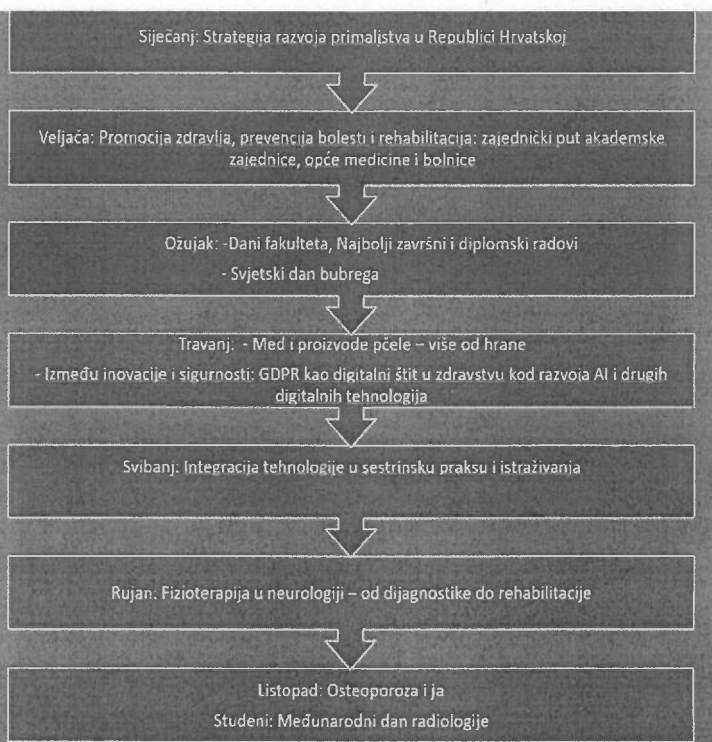 Siječanj: Strategija razvoja primaljstva u Republici Hrvatskoj
Veljača: Promocija zdravlja, prevencija bolesti i rehabilitacija: zajednički put akademske
zajednice, opće medicine i bolnice
Ožujak: -Dani fakulteta, Najbolji završni i diplomski radovi
- Svjetski dan bubrega
Travanj: - Med i proizvode pčele – više od hrane
- Između inovacije i sigurnosti: GDPR kao digitalni štit u zdravstvu kod razvoja AI i drugih
digitalnih tehnologija
Svibanj: Integracija tehnologije u sestrinsku praksu i istraživanja
Rujan: Fizioterapija u neurologiji – od dijagnostike do rehabilitacije
Listopad: Osteoporoza i ja
Studeni: Međunarodni dan radiologije